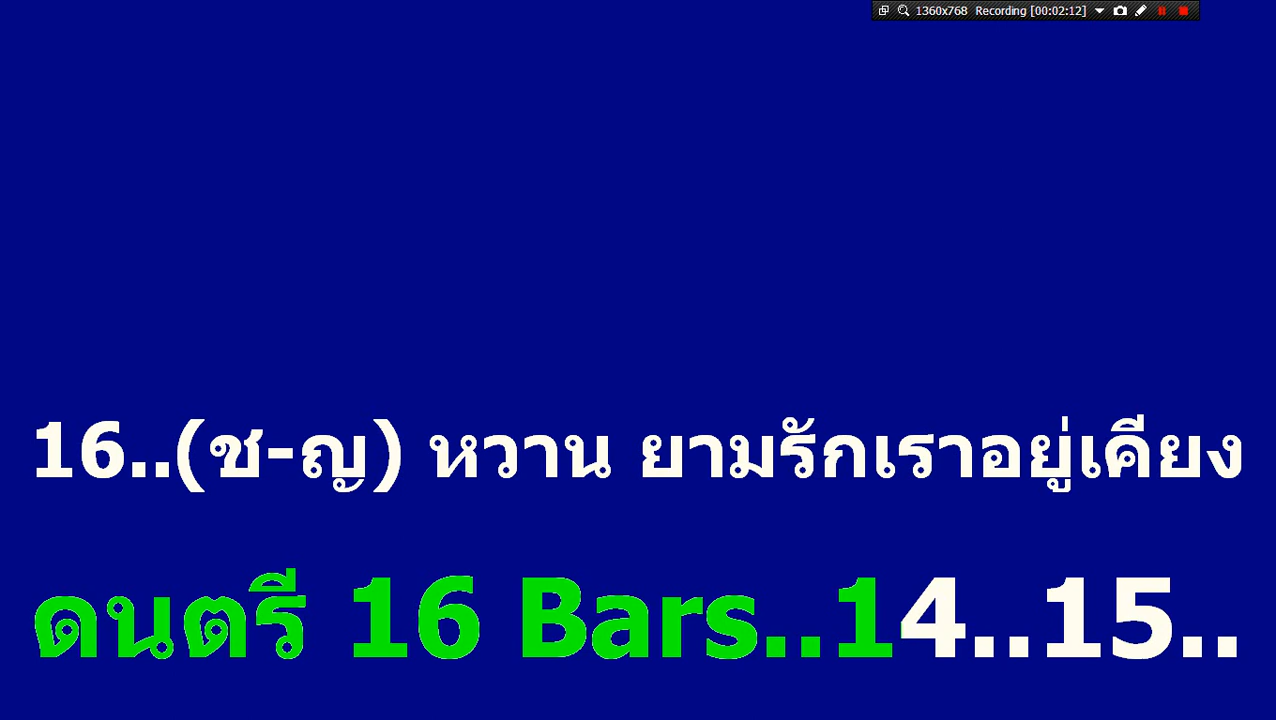 1360x768 Recording [00:02:12]
16..(ช-ญ) หวาน ยามรักเราอยู่เคียง
ดนตรี 16 Bars..14..15..